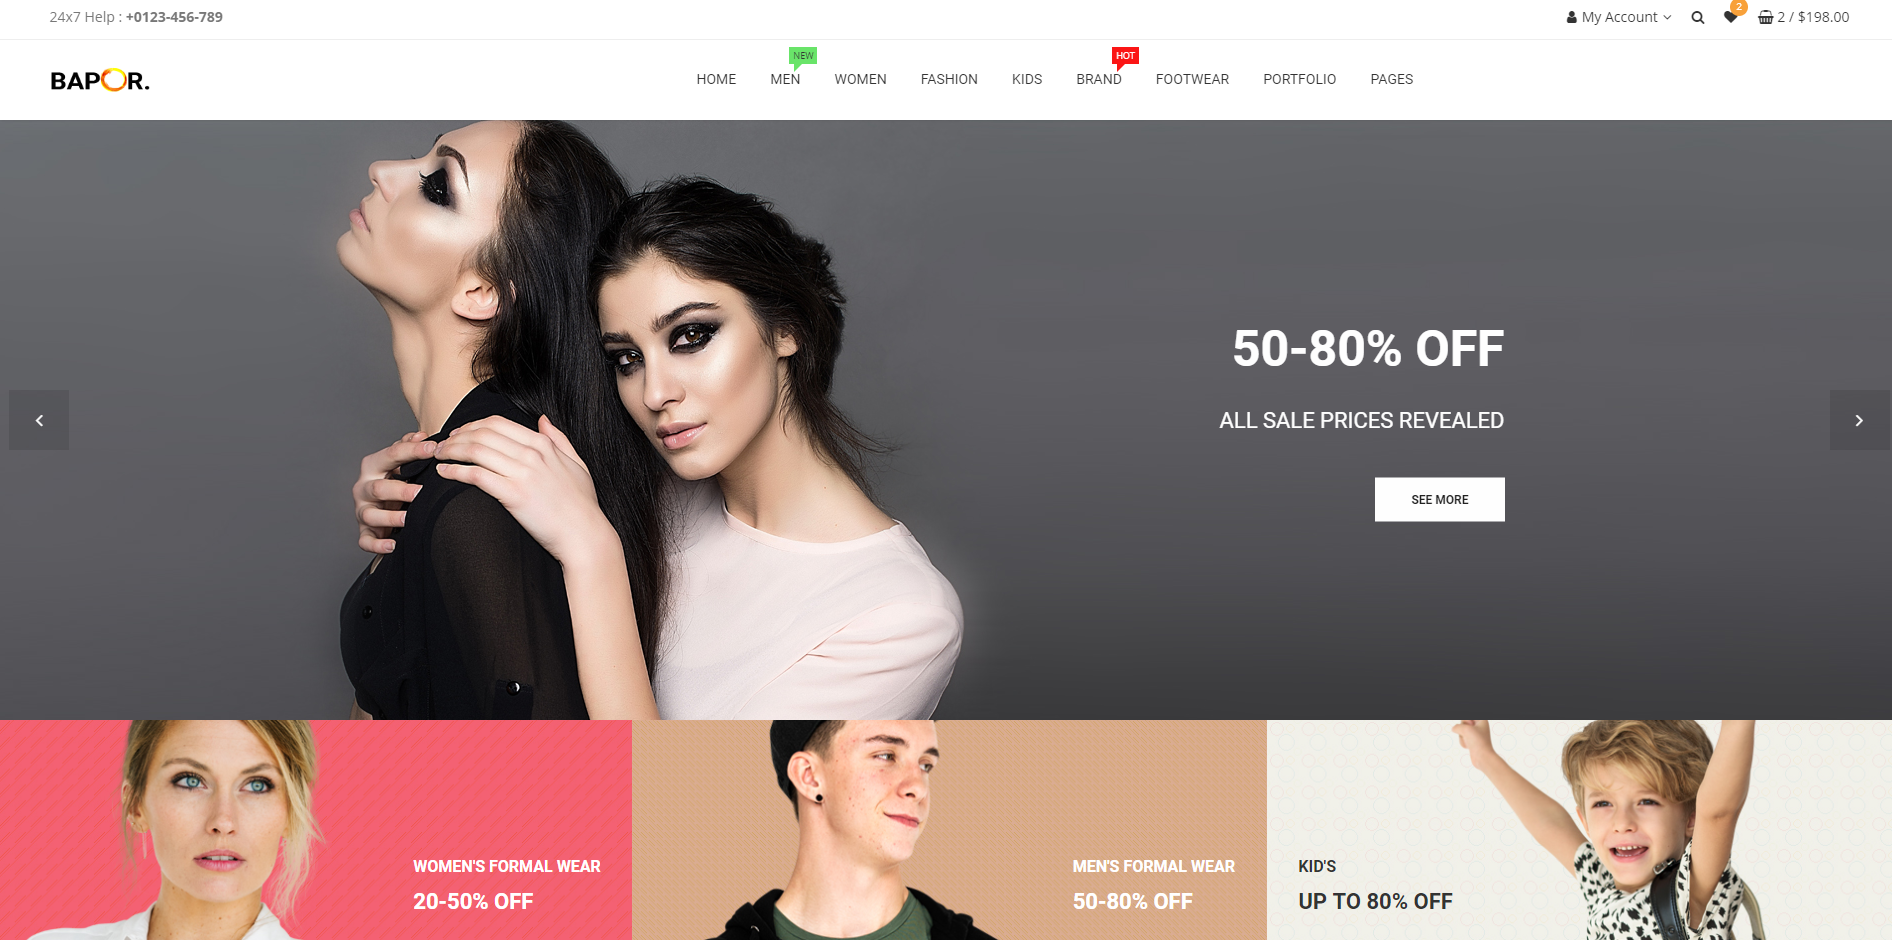 24x7 Help : +0123-456-789
My Account
2
2 / $198.00
BAPOR.
NEW
HOT
HOME MEN WOMEN FASHION KIDS BRAND FOOTWEAR PORTFOLIO PAGES
50-80% OFF
ALL SALE PRICES REVEALED
SEE MORE
WOMEN'S FORMAL WEAR
20-50% OFF
MEN'S FORMAL WEAR
50-80% OFF
KID'S
UP TO 80% OFF